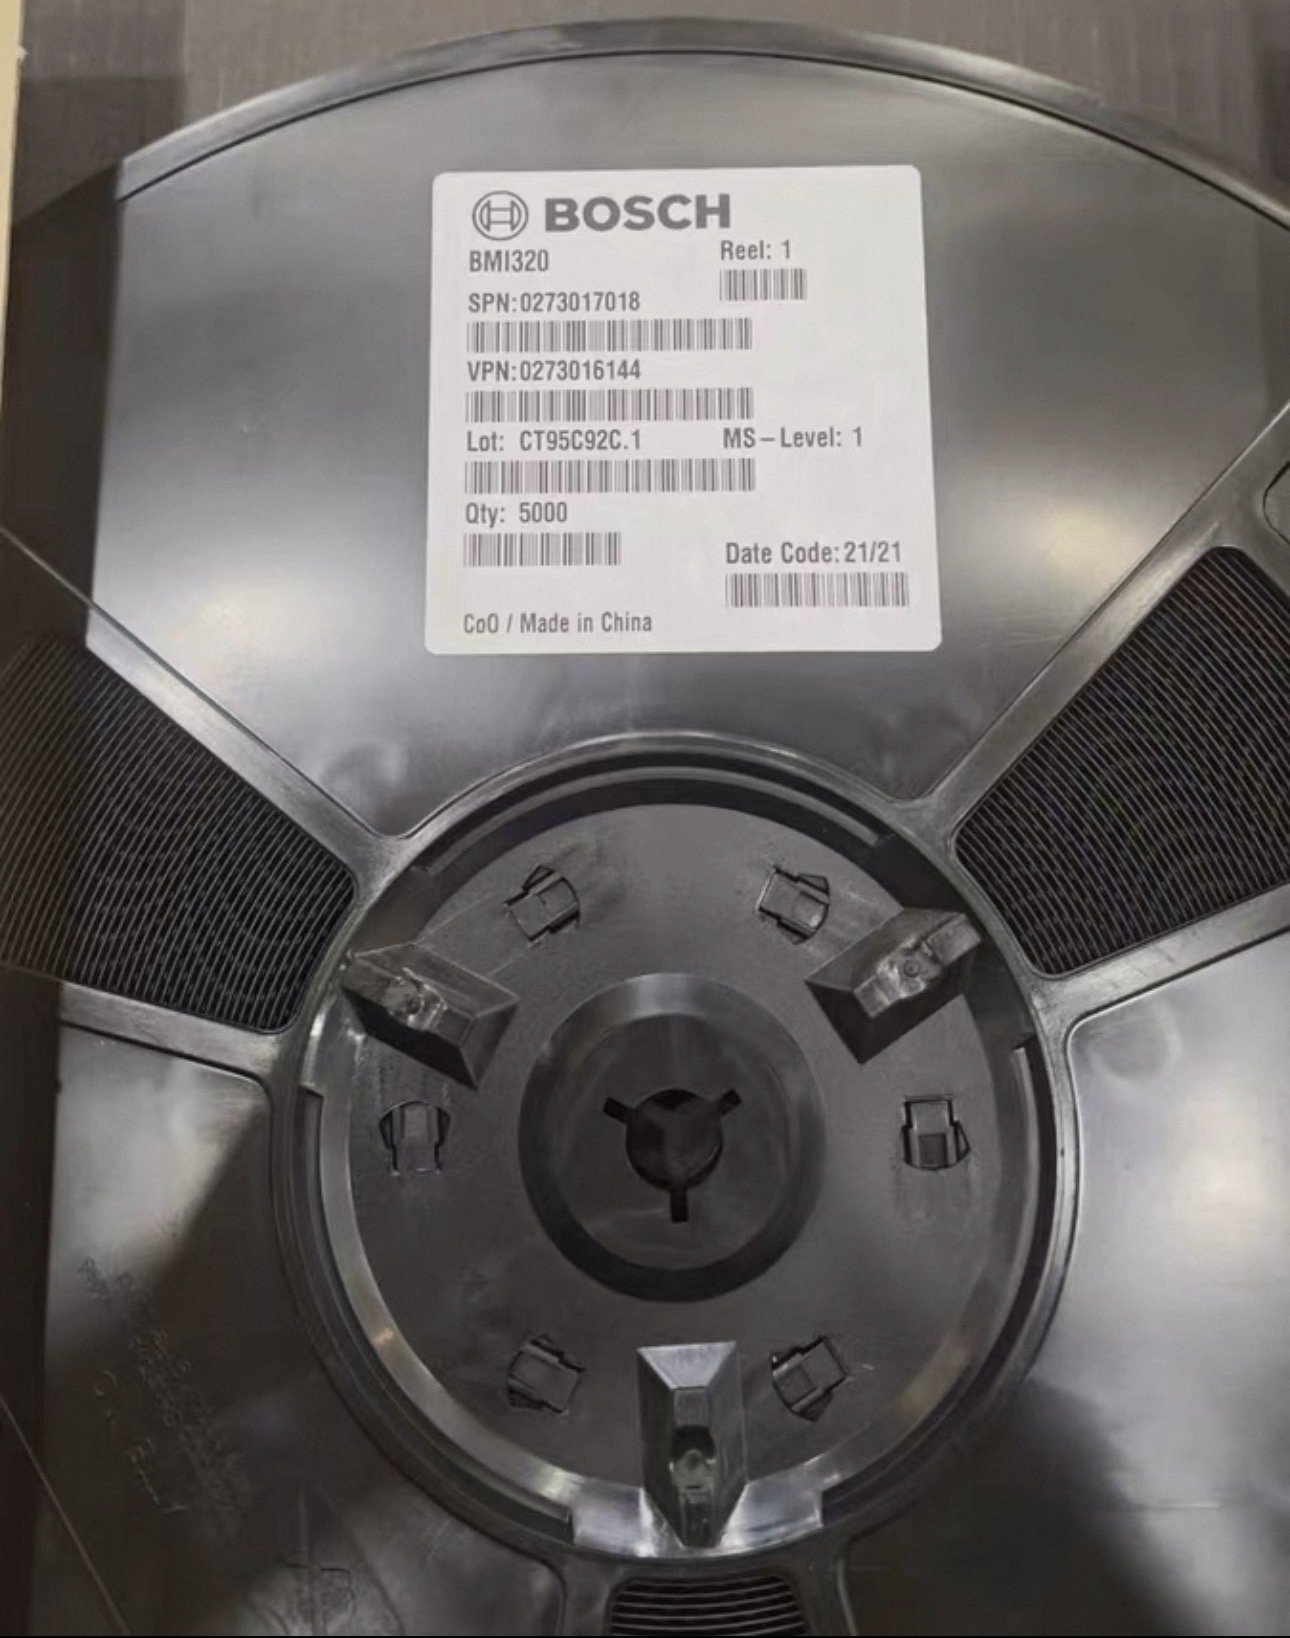 BOSCH
BMI320
Reel: 1
SPN:0273017018
VPN:0273016144
Lot: CT95C92C.1
MS-Level: 1
Qty: 5000
Date Code:21/21
CoO / Made in China